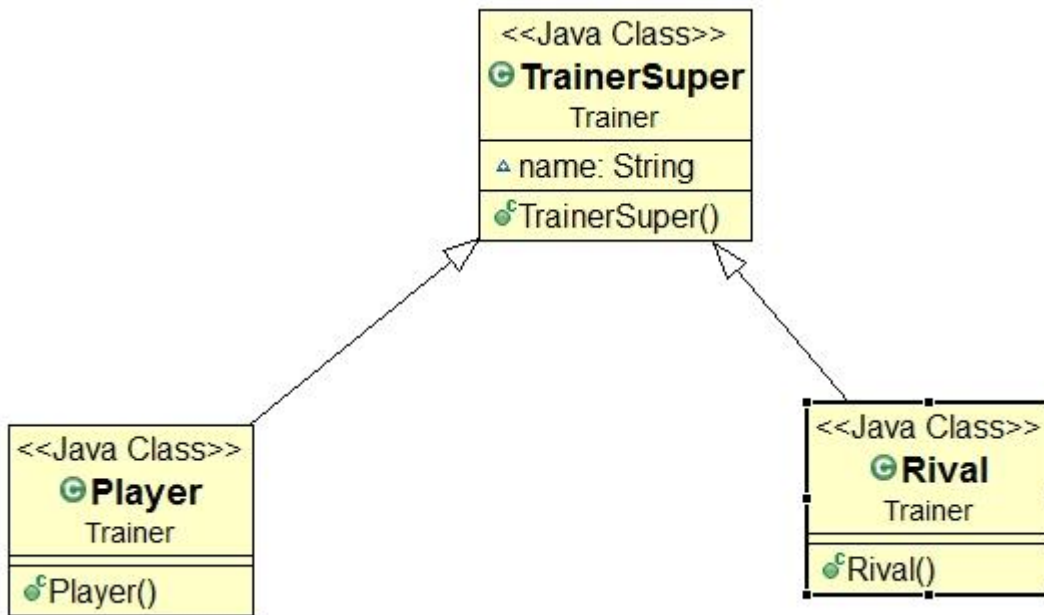 <<Java Class>>
TrainerSuper
Trainer
name: String
TrainerSuper()
<<Java Class>>
Player
Trainer
Player()
<<Java Class>>
Rival
Trainer
Rival()